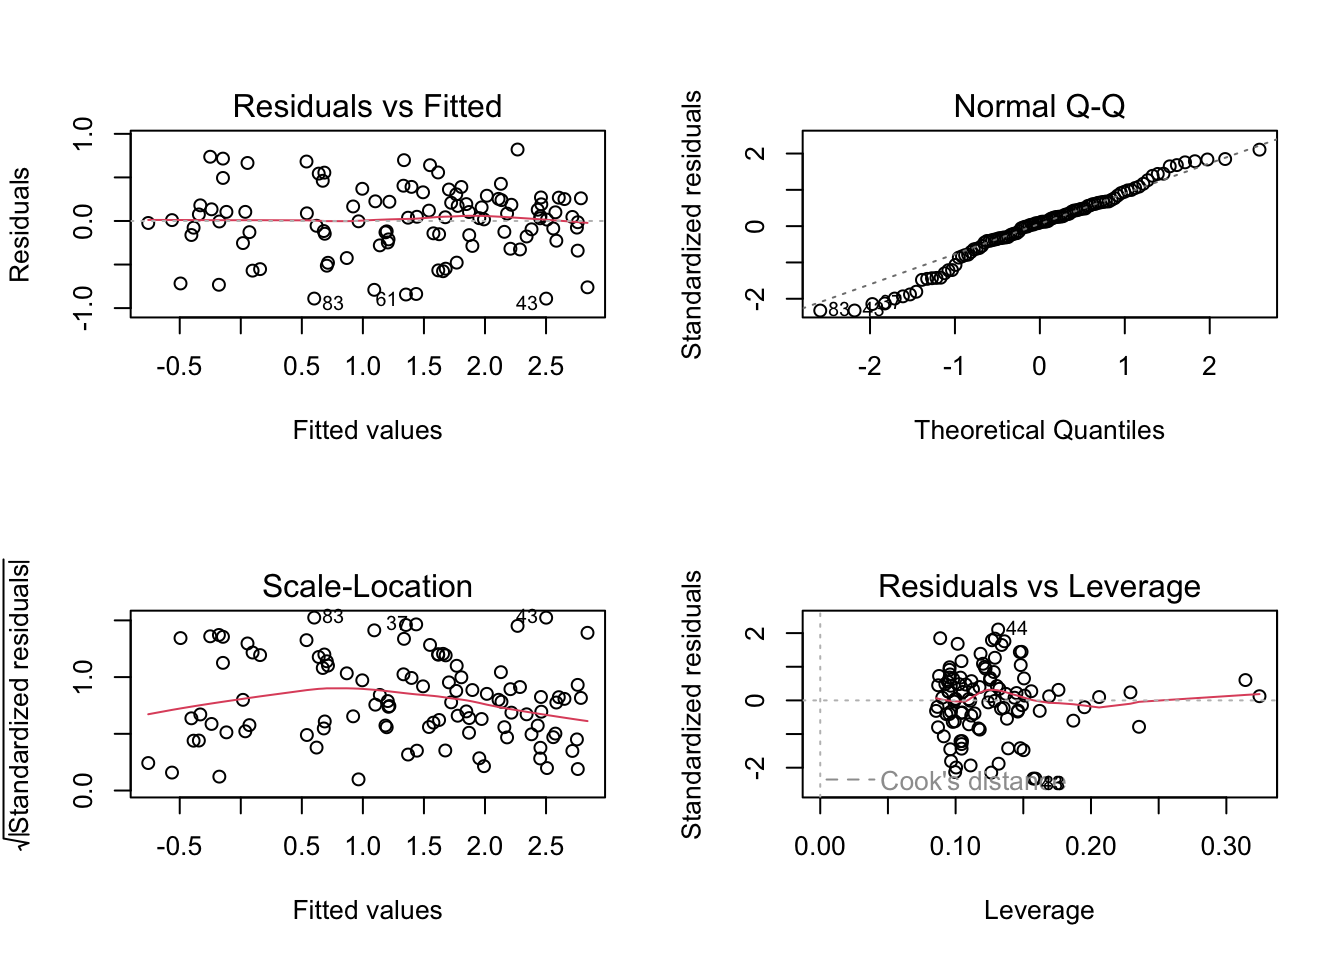 Residuals vs Fitted
Residuals
1.0
0.0
-1.0
83
61
43
-0.5 0.5 1.0 1.5 2.0 2.5
Fitted values
Normal Q-Q
Standardized residuals
2
0
-2
83
43
-2 -1 0 1 2
Theoretical Quantiles
Scale-Location
√|Standardized residuals|
1.0
0.0
83
37
43
-0.5 0.5 1.0 1.5 2.0 2.5
Fitted values
Residuals vs Leverage
Standardized residuals
2
0
-2
44
43
Cook's distance
0.00 0.10 0.20 0.30
Leverage